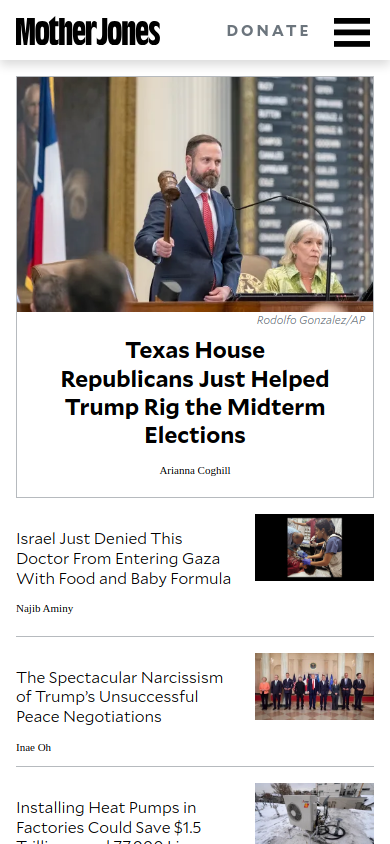 Mother Jones
DONATE
Rodolfo Gonzalez/AP
Texas House
Republicans Just Helped
Trump Rig the Midterm
Elections
Arianna Coghill
Israel Just Denied This
Doctor From Entering Gaza
With Food and Baby Formula
Najib Aminy
The Spectacular Narcissism
of Trump’s Unsuccessful
Peace Negotiations
Inae Oh
Installing Heat Pumps in
Factories Could Save $1.5